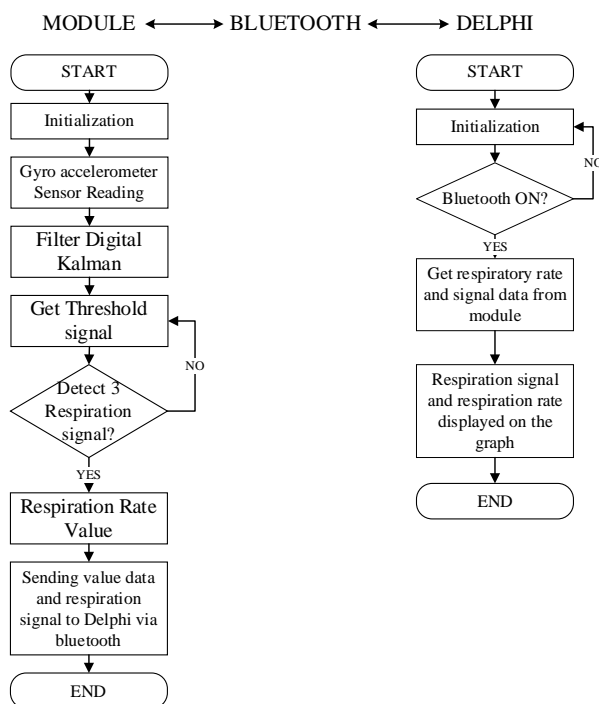 MODULE BLUETOOTH DELPHI
START
Initialization
Gyro accelerometer
Sensor Reading
Filter Digital
Kalman
Get Threshold
signal
NO
Detect 3
Respiration
signal?
YES
Respiration Rate
Value
Sending value data
and respiration
signal to Delphi via
bluetooth
END
START
Initialization
NO
Bluetooth ON?
YES
Get respiratory rate
and signal data from
module
Respiration signal
and respiration rate
displayed on the
graph
END